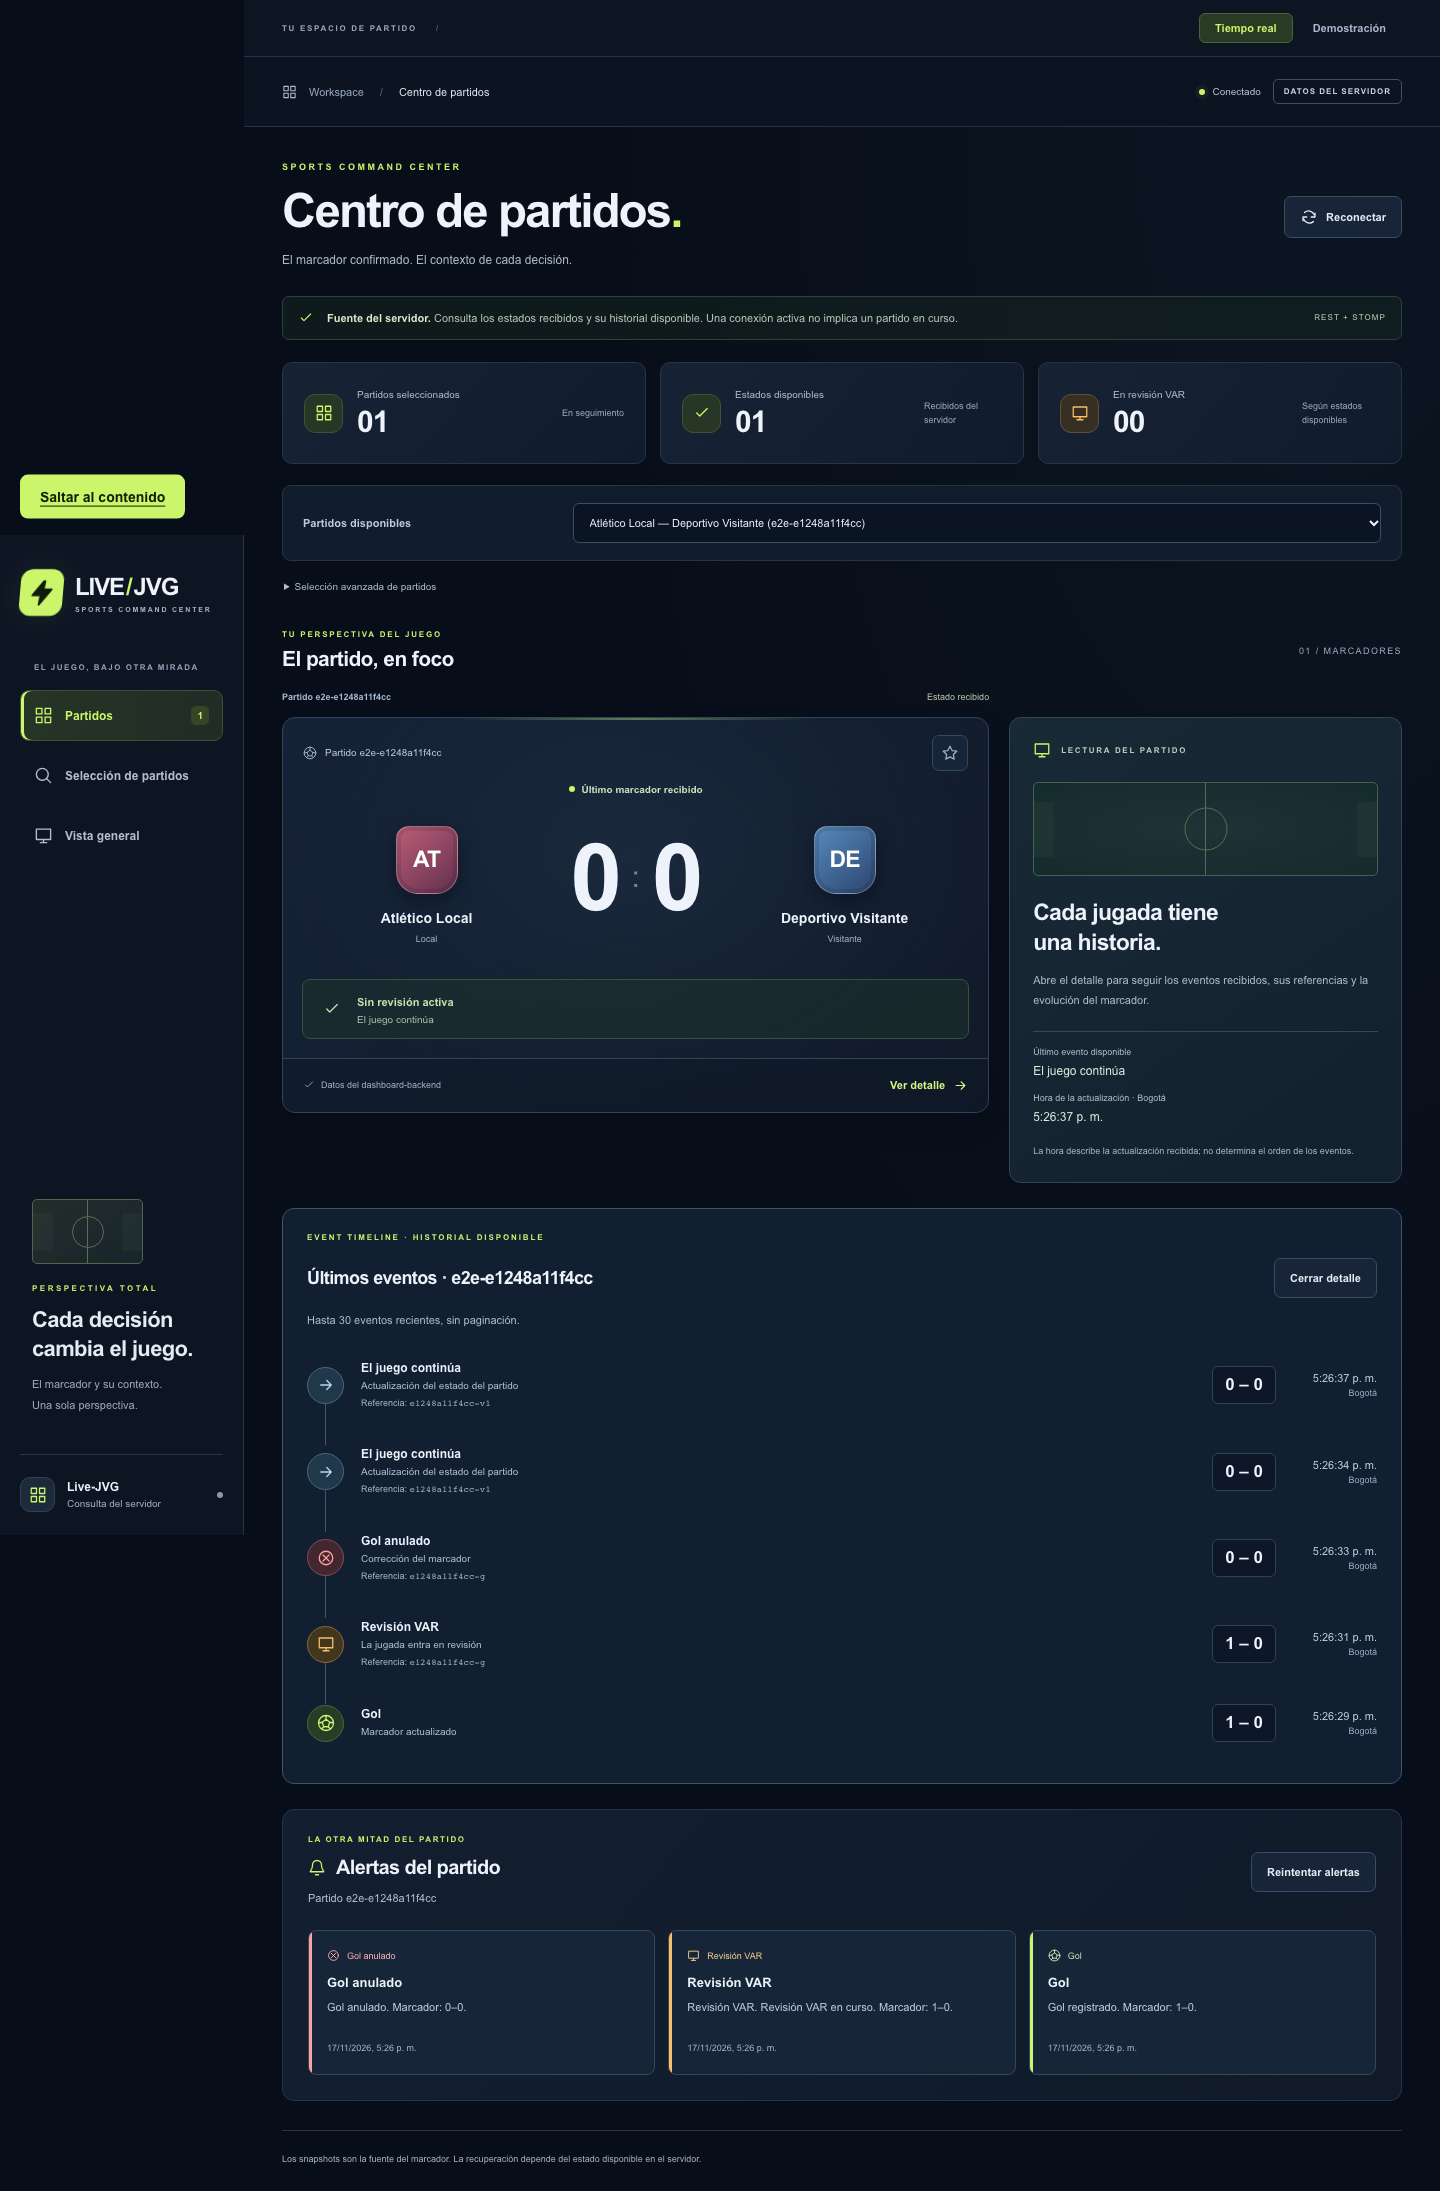 TU ESPACIO DE PARTIDO /
Tiempo real
Demostración
Workspace / Centro de partidos
Conectado
DATOS DEL SERVIDOR
SPORTS COMMAND CENTER
Centro de partidos.
El marcador confirmado. El contexto de cada decisión.
Reconectar
Fuente del servidor. Consulta los estados recibidos y su historial disponible. Una conexión activa no implica un partido en curso.
REST + STOMP
Partidos seleccionados
01
En seguimiento
Estados disponibles
01
Recibidos del
servidor
En revisión VAR
00
Según estados
disponibles
Partidos disponibles
Atlético Local — Deportivo Visitante (e2e-e1248a11f4cc)
Selección avanzada de partidos
Saltar al contenido
LIVE/JVG
SPORTS COMMAND CENTER
EL JUEGO, BAJO OTRA MIRADA
Partidos
1
Selección de partidos
Vista general
PERSPECTIVA TOTAL
Cada decisión
cambia el juego.
El marcador y su contexto.
Una sola perspectiva.
Live-JVG
Consulta del servidor
TU PERSPECTIVA DEL JUEGO
El partido, en foco
01 / MARCADORES
Partido e2e-e1248a11f4cc
Estado recibido
Partido e2e-e1248a11f4cc
Último marcador recibido
AT
0 : 0
DE
Atlético Local
Local
Deportivo Visitante
Visitante
Sin revisión activa
El juego continúa
Datos del dashboard-backend
Ver detalle
LECTURA DEL PARTIDO
Cada jugada tiene
una historia.
Abre el detalle para seguir los eventos recibidos, sus referencias y la
evolución del marcador.
Último evento disponible
El juego continúa
Hora de la actualización · Bogotá
5:26:37 p. m.
La hora describe la actualización recibida; no determina el orden de los eventos.
EVENT TIMELINE · HISTORIAL DISPONIBLE
Últimos eventos · e2e-e1248a11f4cc
Cerrar detalle
Hasta 30 eventos recientes, sin paginación.
El juego continúa
Actualización del estado del partido
Referencia: e1248a11f4cc-v1
0 – 0
5:26:37 p. m.
Bogotá
El juego continúa
Actualización del estado del partido
Referencia: e1248a11f4cc-v1
0 – 0
5:26:34 p. m.
Bogotá
Gol anulado
Corrección del marcador
Referencia: e1248a11f4cc-g
0 – 0
5:26:33 p. m.
Bogotá
Revisión VAR
La jugada entra en revisión
Referencia: e1248a11f4cc-g
1 – 0
5:26:31 p. m.
Bogotá
Gol
Marcador actualizado
1 – 0
5:26:29 p. m.
Bogotá
LA OTRA MITAD DEL PARTIDO
Alertas del partido
Partido e2e-e1248a11f4cc
Reintentar alertas
Gol anulado
Gol anulado
Gol anulado. Marcador: 0–0.
17/11/2026, 5:26 p. m.
Revisión VAR
Revisión VAR
Revisión VAR. Revisión VAR en curso. Marcador: 1–0.
17/11/2026, 5:26 p. m.
Gol
Gol
Gol registrado. Marcador: 1–0.
17/11/2026, 5:26 p. m.
Los snapshots son la fuente del marcador. La recuperación depende del estado disponible en el servidor.